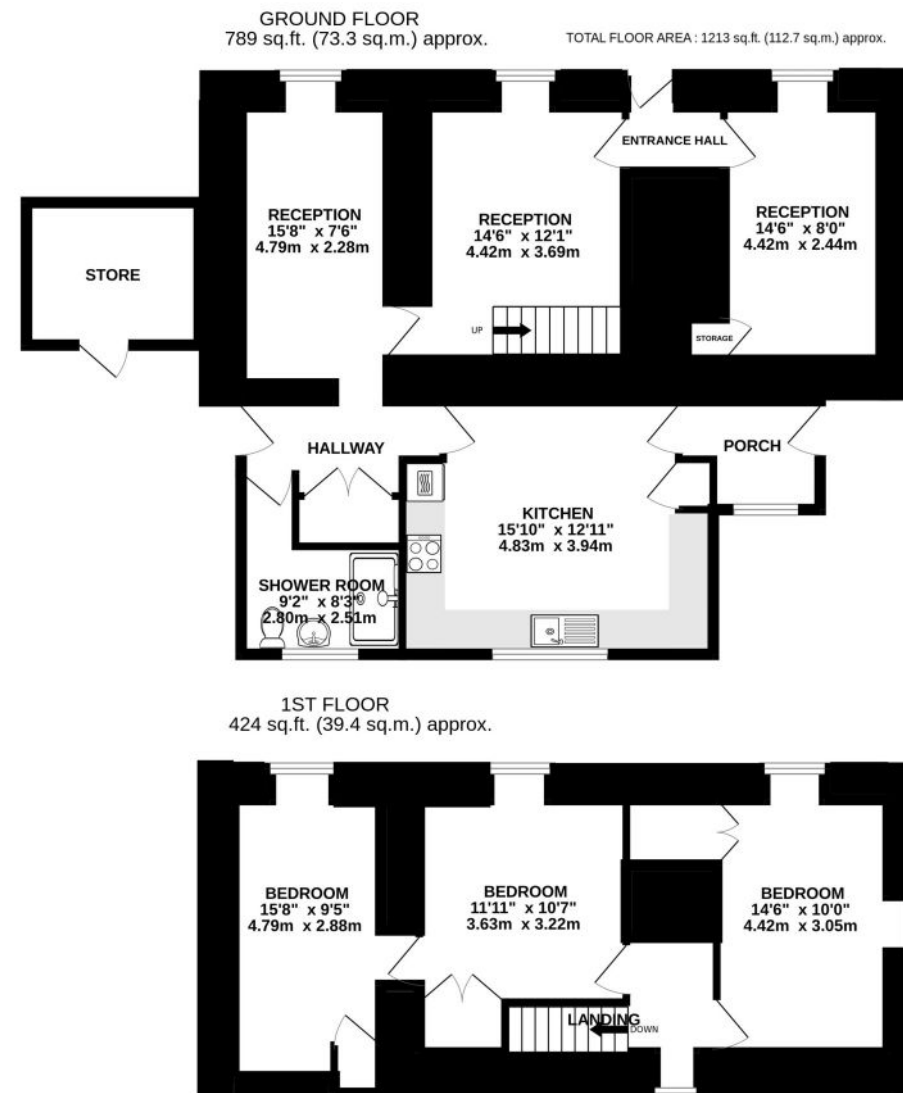 GROUND FLOOR
789 sq.ft. (73.3 sq.m.) approx.
TOTAL FLOOR AREA : 1213 sq.ft. (112.7 sq.m.) approx.
ENTRANCE HALL
RECEPTION
15'8" x 7'6"
4.79m x 2.28m
RECEPTION
14'6" x 12'1"
4.42m x 3.69m
RECEPTION
14'6" x 8'0"
4.42m x 2.44m
STORE
UP
STORAGE
HALLWAY
PORCH
KITCHEN
15'10" x 12'11"
4.83m x 3.94m
SHOWER ROOM
9'2" x 8'3"
2.80m x 2.51m
1ST FLOOR
424 sq.ft. (39.4 sq.m.) approx.
BEDROOM
15'8" x 9'5"
4.79m x 2.88m
BEDROOM
11'11" x 10'7"
3.63m x 3.22m
BEDROOM
14'6" x 10'0"
4.42m x 3.05m
LANDING
DOWN